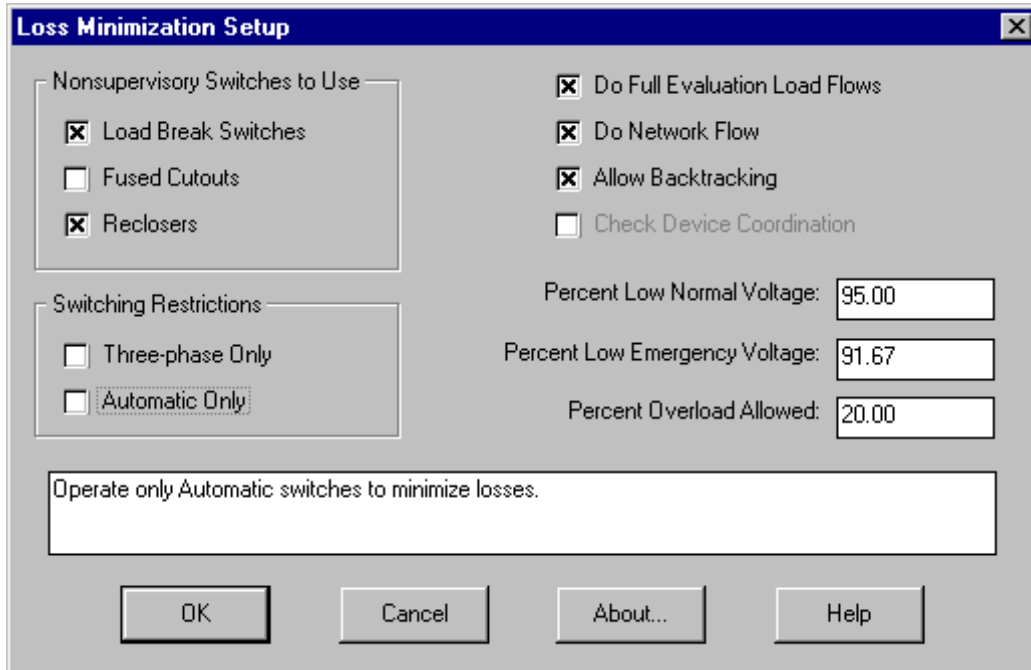 Loss Minimization Setup
Nonsupervisory Switches to Use
Load Break Switches
Fused Cutouts
Reclosers
Switching Restrictions
Three-phase Only
Automatic Only
Do Full Evaluation Load Flows
Do Network Flow
Allow Backtracking
Check Device Coordination
Percent Low Normal Voltage: 95.00
Percent Low Emergency Voltage: 91.67
Percent Overload Allowed: 20.00
Operate only Automatic switches to minimize losses.
OK Cancel About... Help